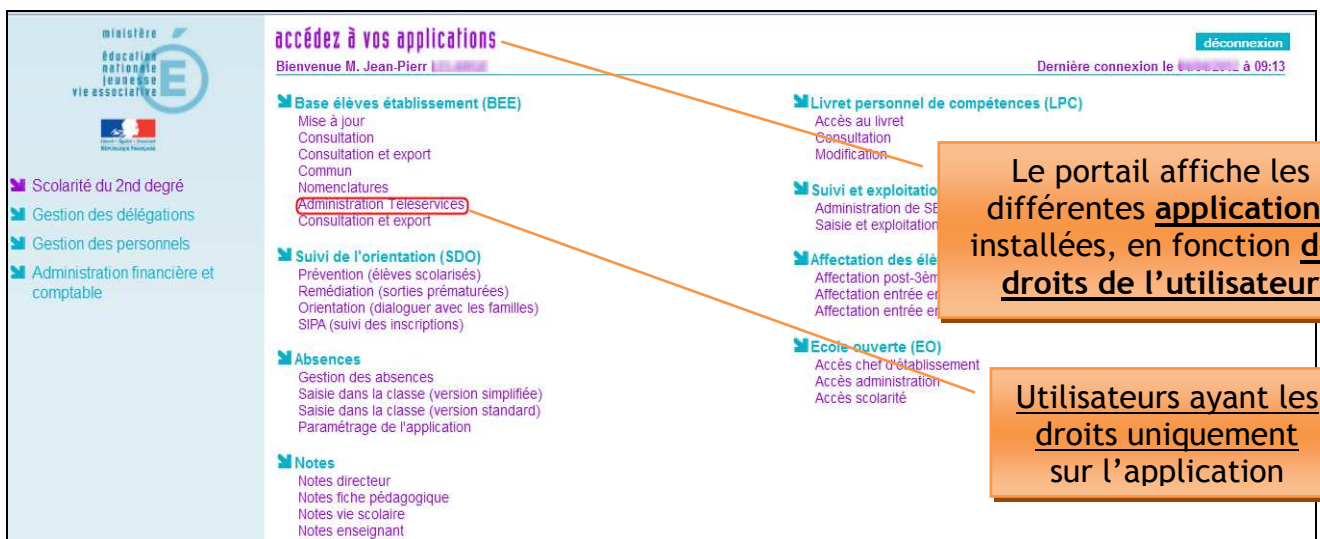 ministère
éducation
nationale
jeunesse
vie associative
Liberté • Égalité • Fraternité
RÉPUBLIQUE FRANÇAISE
Scolarité du 2nd degré
Gestion des délégations
Gestion des personnels
Administration financière et
comptable
accédez à vos applications
déconnexion
Bienvenue M. Jean-Pierr
Dernière connexion le à 09:13
Base élèves établissement (BEE)
Mise à jour
Consultation
Consultation et export
Commun
Nomenclatures
Administration Teleservices
Consultation et export
Suivi de l'orientation (SDO)
Prévention (élèves scolarisés)
Remédiation (sorties prématurées)
Orientation (dialoguer avec les familles)
SIPA (suivi des inscriptions)
Absences
Gestion des absences
Saisie dans la classe (version simplifiée)
Saisie dans la classe (version standard)
Paramétrage de l'application
Notes
Notes directeur
Notes fiche pédagogique
Notes vie scolaire
Notes enseignant
Livret personnel de compétences (LPC)
Accès au livret
Consultation
Modification
Suivi et exploitatio
Administration de SE
Saisie et exploitation
Affectation des élè
Affectation post-3èm
Affectation entrée e
Affectation entrée e
Ecole ouverte (EO)
Accès chef d'établissement
Accès administration
Accès scolarité
Le portail affiche les
différentes application
installées, en fonction d
droits de l'utilisateur
Utilisateurs ayant les
droits uniquement
sur l'application